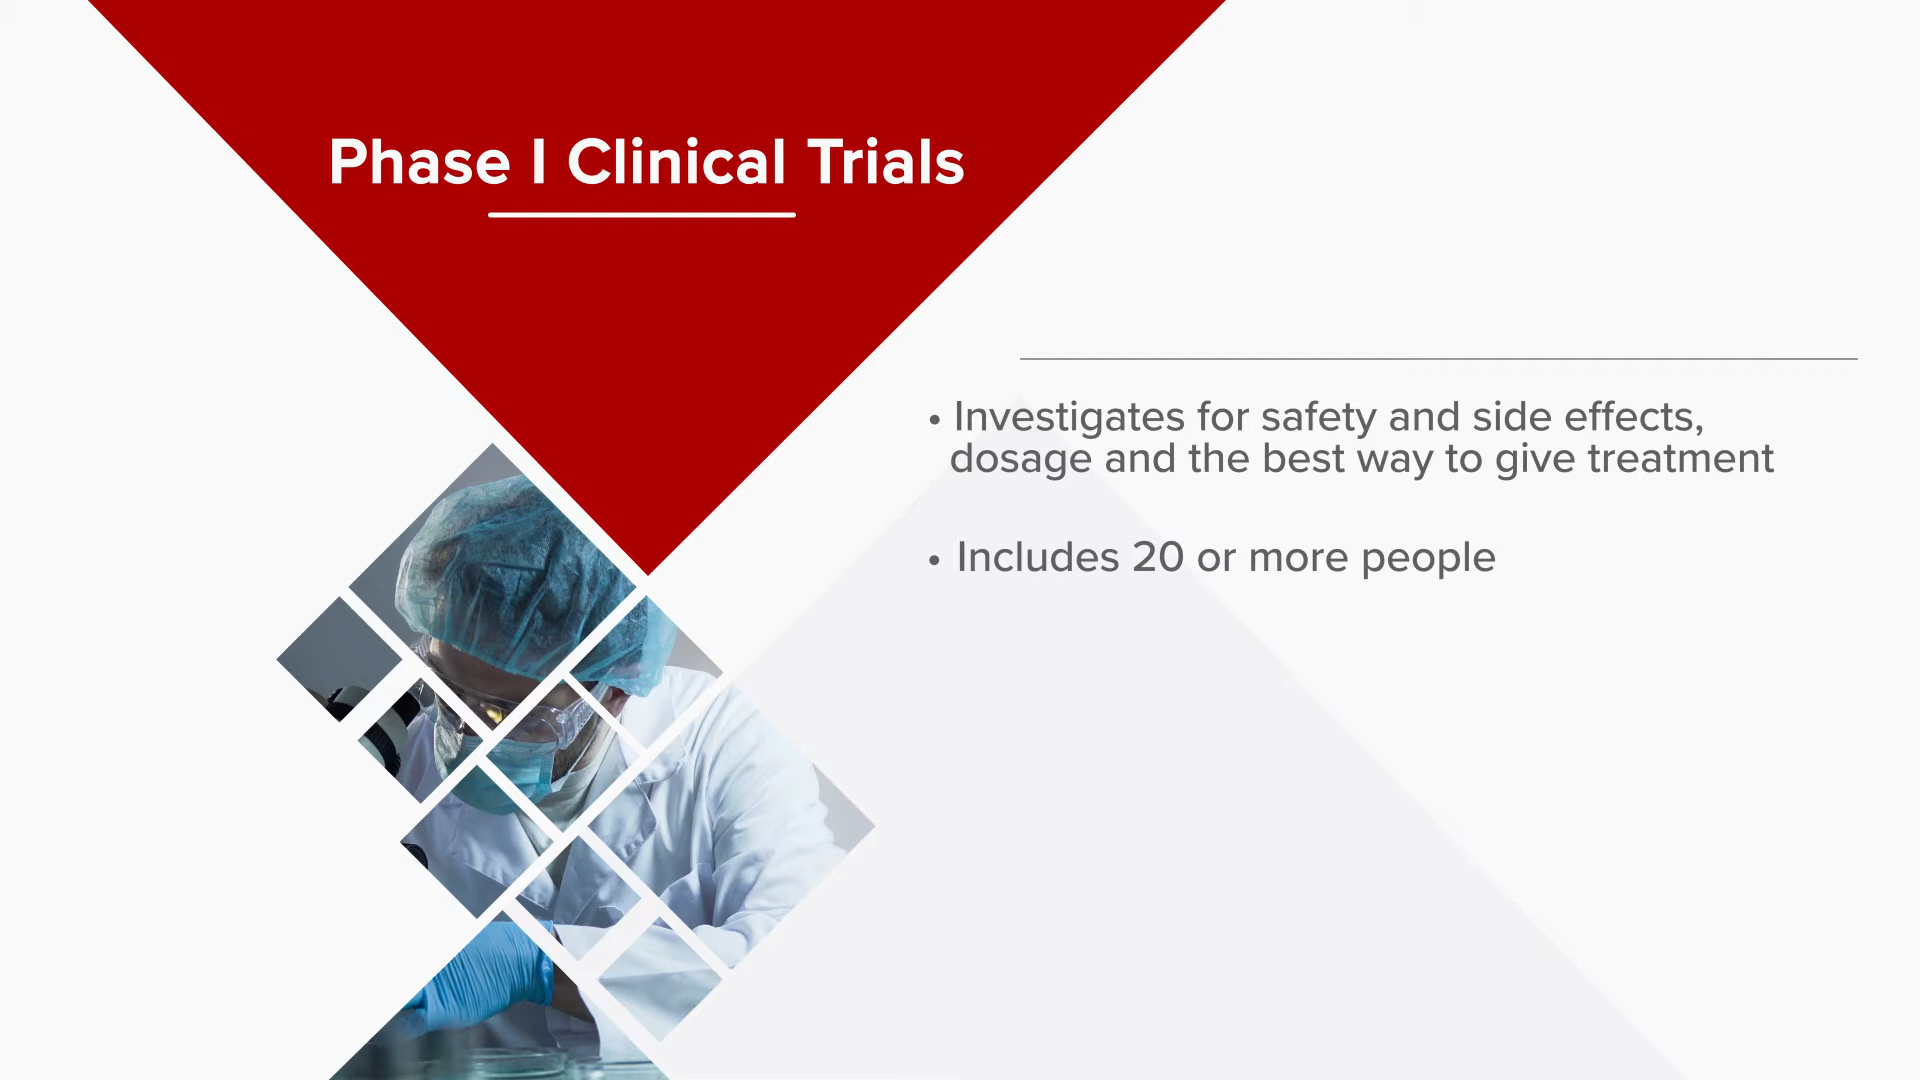 Phase I Clinical Trials
• Investigates for safety and side effects,
dosage and the best way to give treatment
• Includes 20 or more people